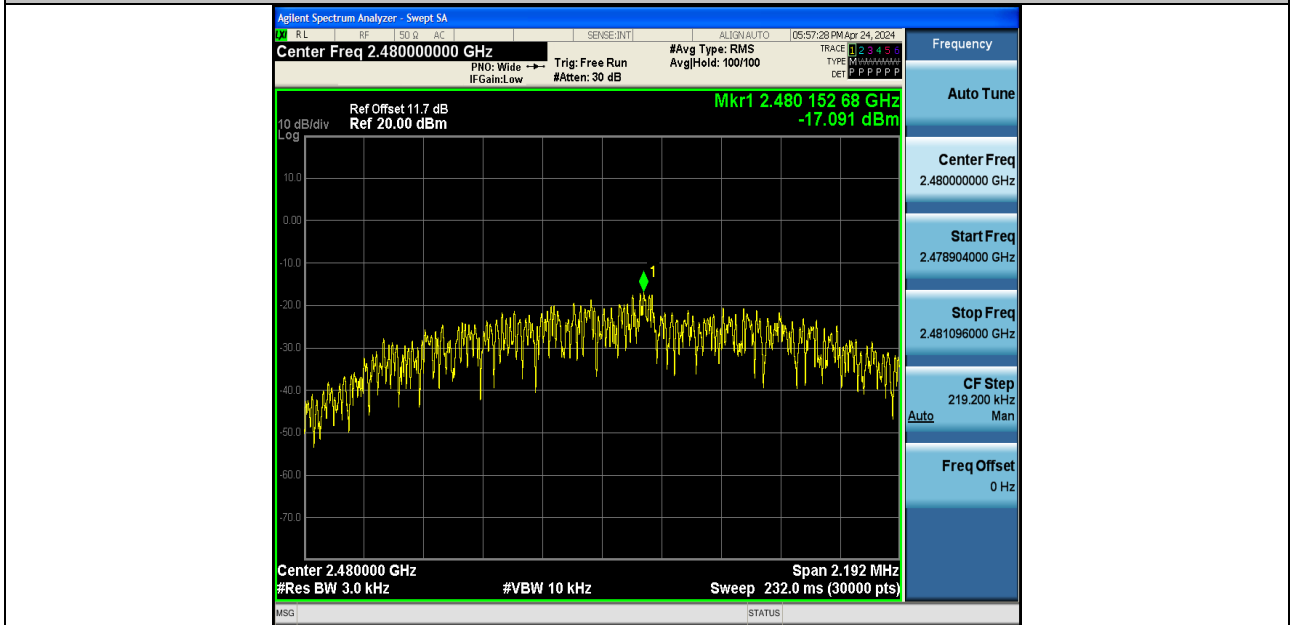 Agilent Spectrum Analyzer - Swept SA
RL RF 50 Ω AC SENSE:INT ALIGN AUTO 05:57:28 PM Apr 24, 2024
Center Freq 2.480000000 GHz
PNO: Wide
IFGain:Low
Trig: Free Run
#Atten: 30 dB
#Avg Type: RMS
Avg|Hold: 100/100
TRACE 1 2 3 4 5 6
TYPE M
DET P P P P P P
Ref Offset 11.7 dB
10 dB/div Ref 20.00 dBm
Log
Mkr1 2.480 152 68 GHz
-17.091 dBm
1
10.0
0.00
-10.0
-20.0
-30.0
-40.0
-50.0
-60.0
-70.0
Center 2.480000 GHz Span 2.192 MHz
#Res BW 3.0 kHz #VBW 10 kHz Sweep 232.0 ms (30000 pts)
MSG STATUS
Frequency
Auto Tune
Center Freq
2.480000000 GHz
Start Freq
2.478904000 GHz
Stop Freq
2.481096000 GHz
CF Step
219.200 kHz
Auto Man
Freq Offset
0 Hz